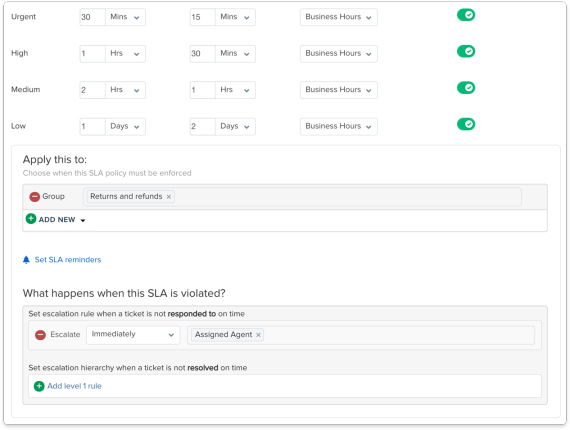 Urgent 30 Mins 15 Mins Business Hours
High 1 Hrs 30 Mins Business Hours
Medium 2 Hrs 1 Hrs Business Hours
Low 1 Days 2 Days Business Hours
Apply this to:
Choose when this SLA policy must be enforced
Group Returns and refunds ×
ADD NEW
Set SLA reminders
What happens when this SLA is violated?
Set escalation rule when a ticket is not responded to on time
Escalate Immediately Assigned Agent ×
Set escalation hierarchy when a ticket is not resolved on time
Add level 1 rule